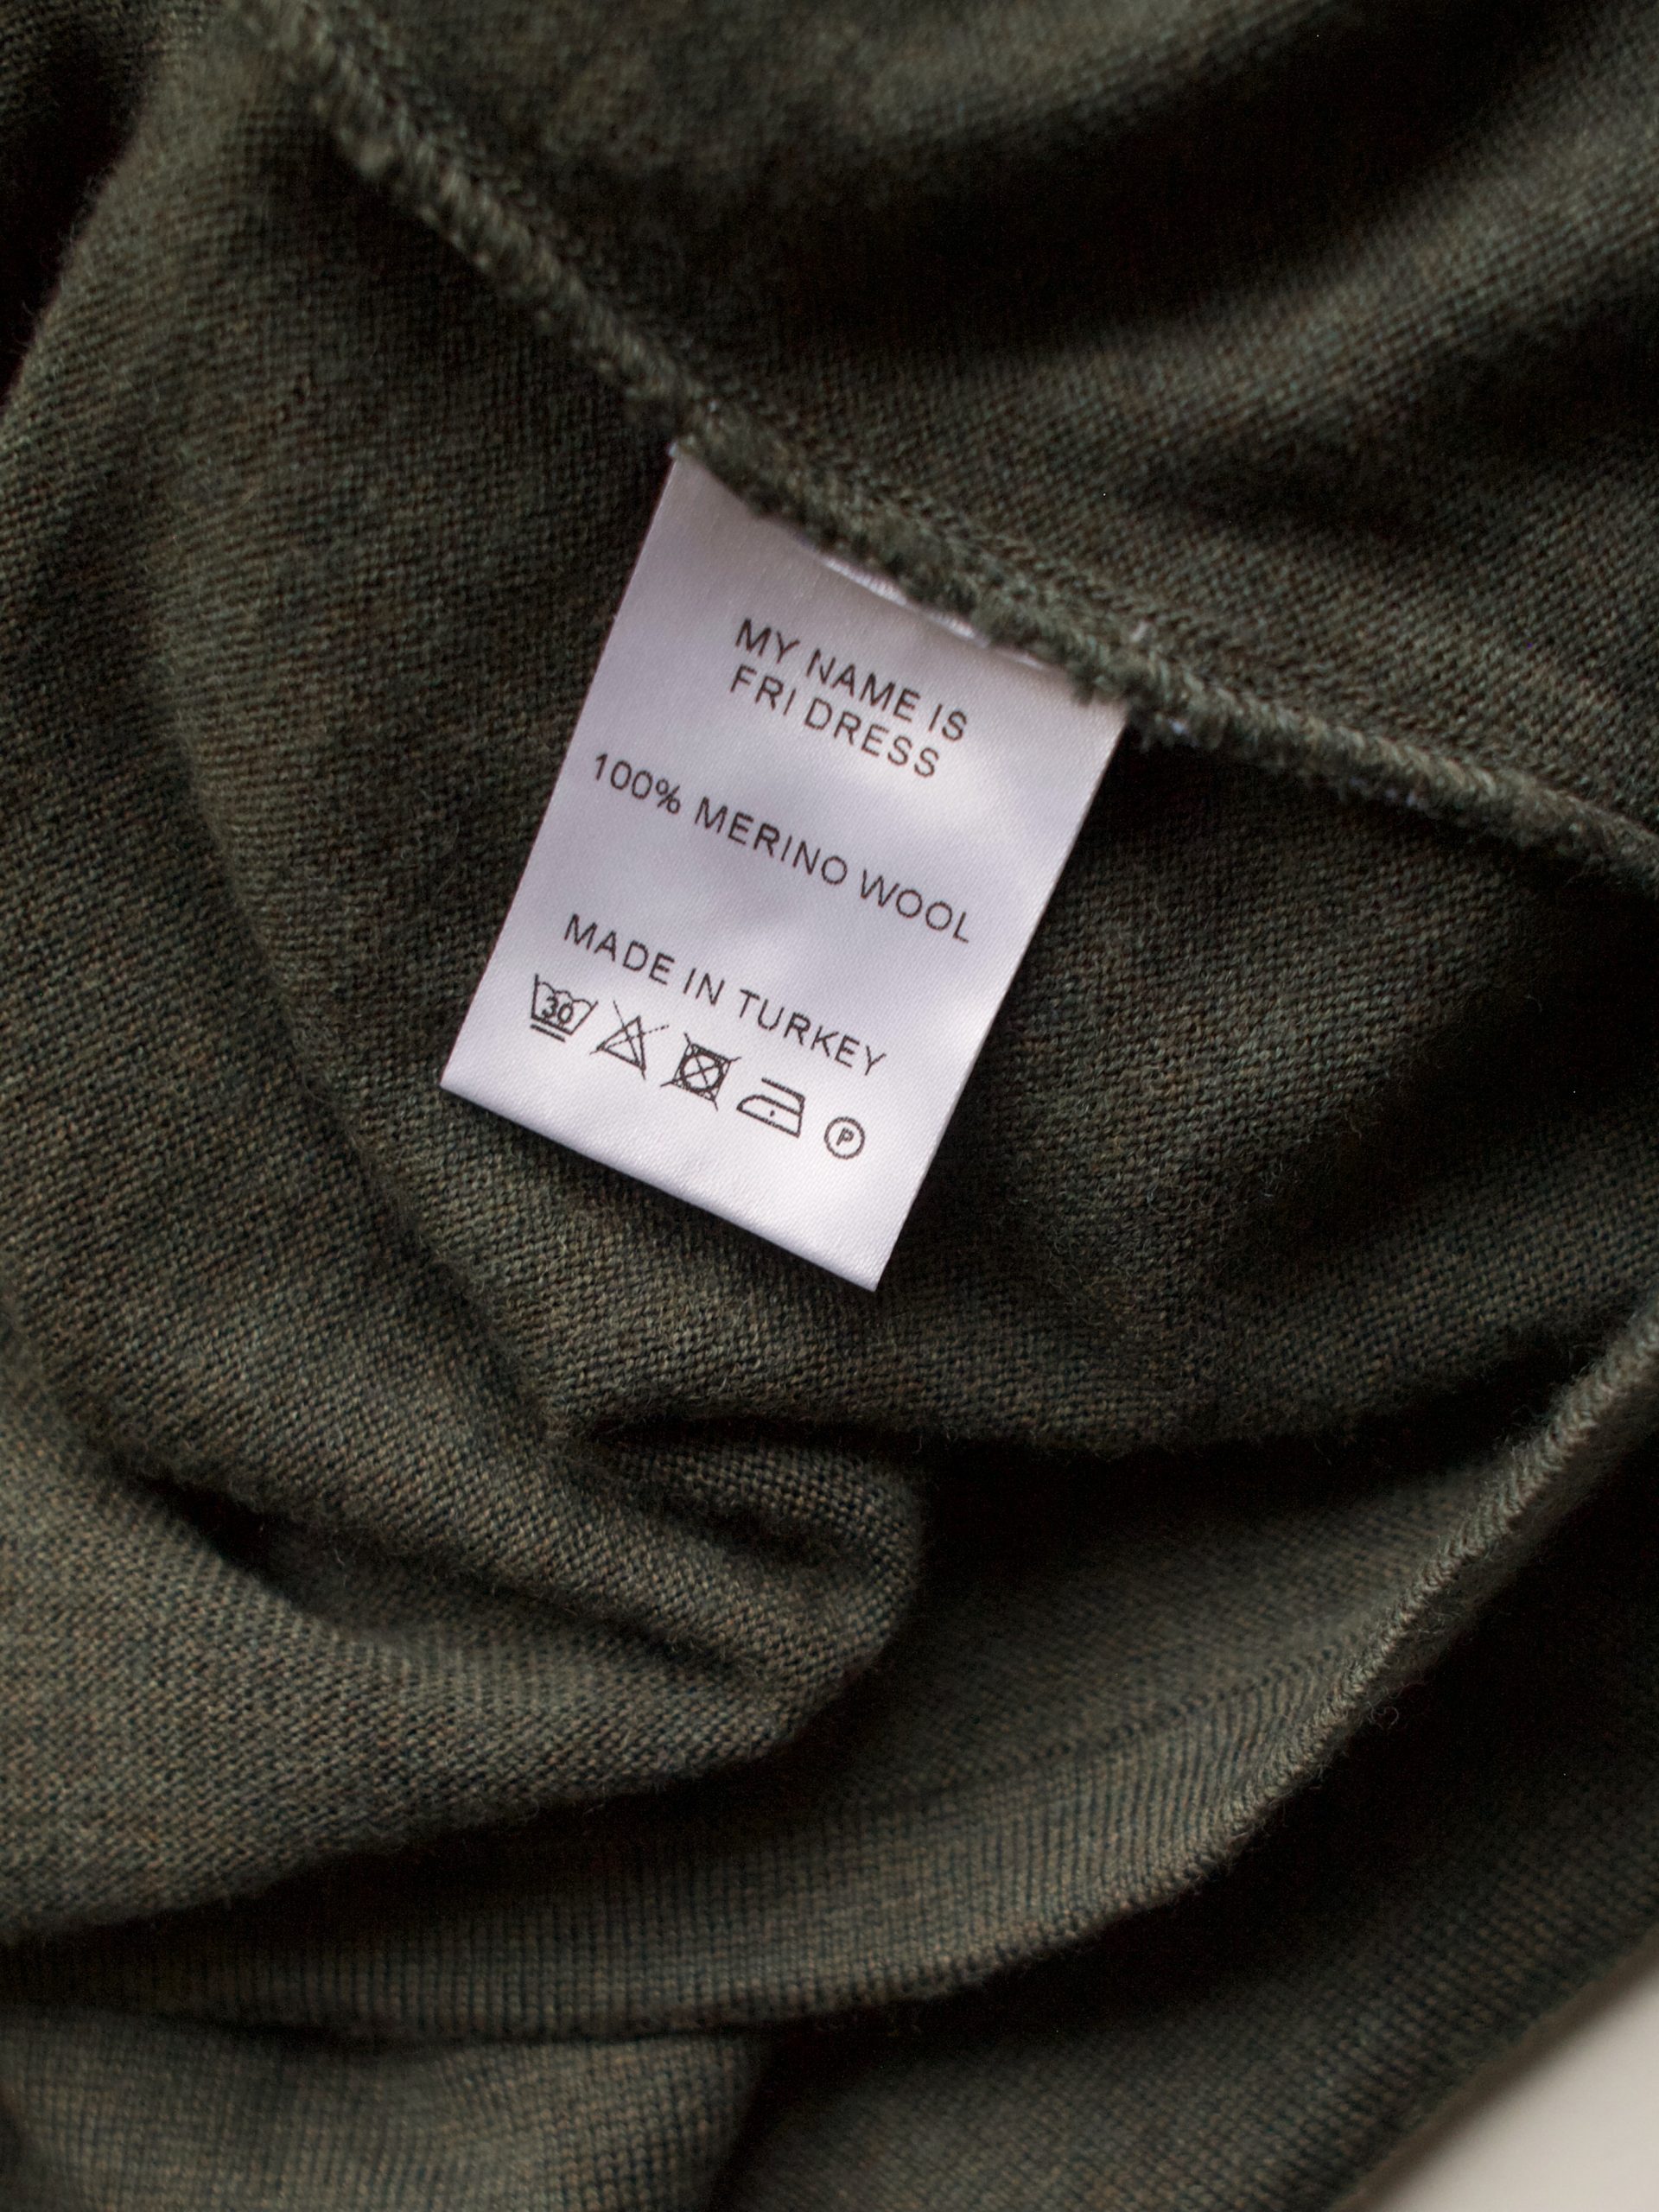 MY NAME IS
FRI DRESS
100% MERINO WOOL
MADE IN TURKEY
30
P